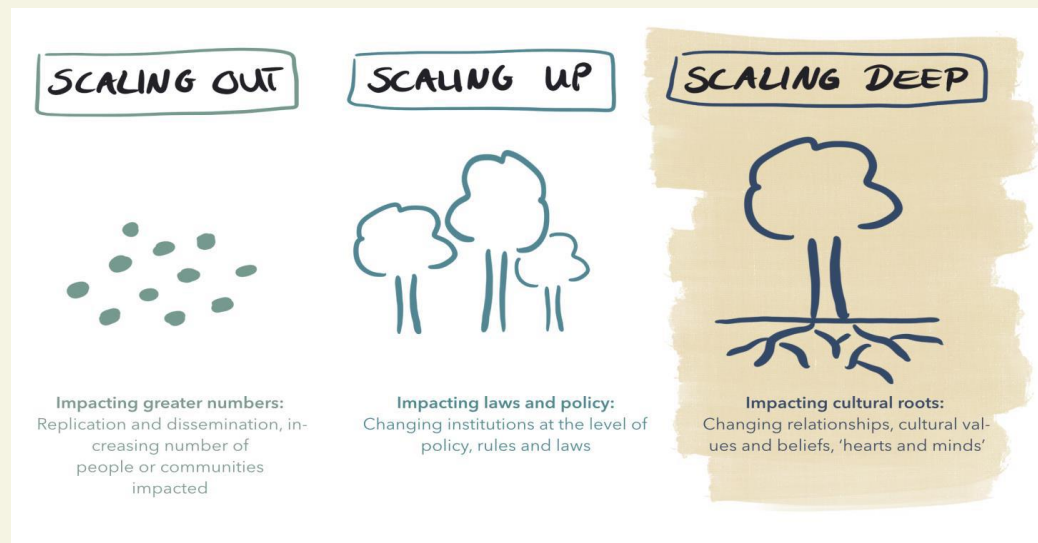 SCALING OUT
SCALING UP
SCALING DEEP
Impacting greater numbers:
Replication and dissemination, in-
creasing number of
people or communities
impacted
Impacting laws and policy:
Changing institutions at the level of
policy, rules and laws
Impacting cultural roots:
Changing relationships, cultural val-
ues and beliefs, ‘hearts and minds’